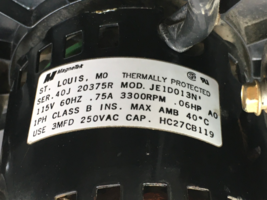 MagneTek
ST. LOUIS, MO THERMALLY PROTECTED
SER. 40J 20375R MOD. JE1D013N
115V 60HZ .75A 3300RPM .06HP AO
1PH CLASS B INS. MAX AMB 40°C
USE 3MFD 250VAC CAP. HC27CB119